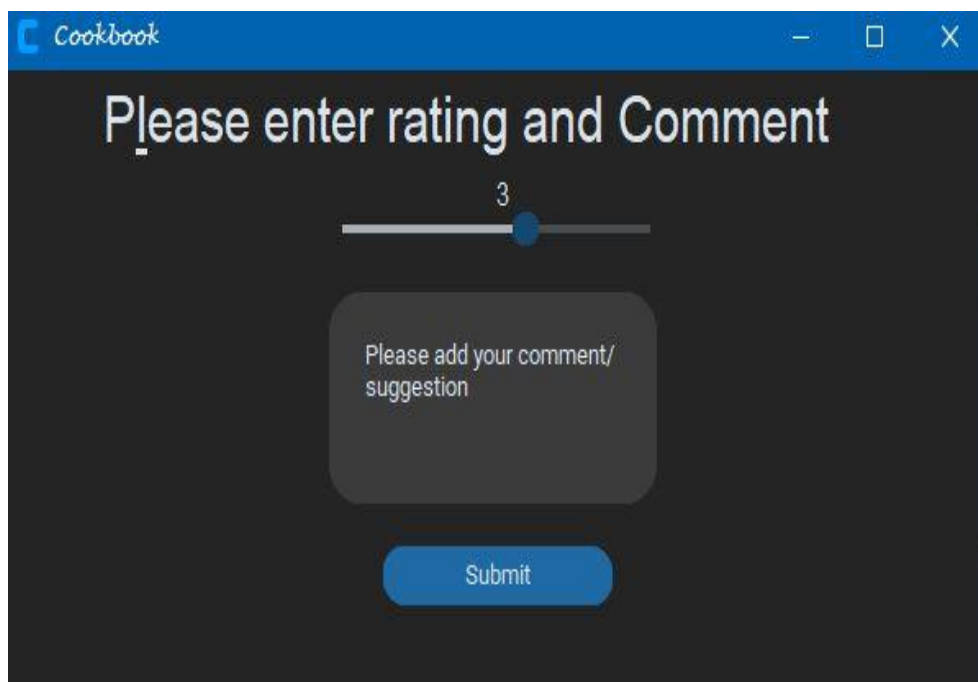 Cookbook
Please enter rating and Comment
3
Please add your comment/
suggestion
Submit